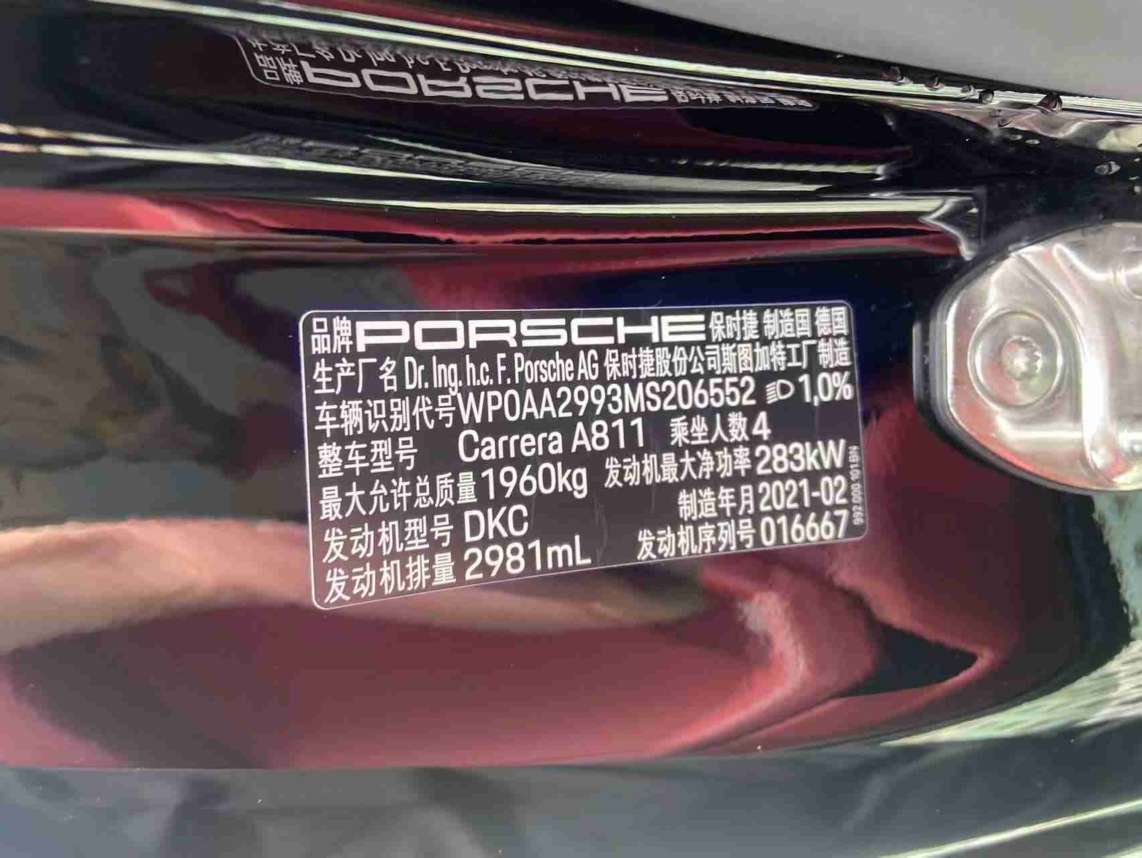 品牌 PORSCHE 保时捷 制造国 德国
生产厂名 Dr. Ing. h.c. F. Porsche AG 保时捷股份公司斯图加特工厂制造
车辆识别代号 WP0AA2993MS206552 1,0%
整车型号 Carrera A811 乘坐人数 4
最大允许总质量 1960kg 发动机最大净功率 283kW
发动机型号 DKC 制造年月 2021-02
发动机排量 2981mL 发动机序列号 016667
992.000.101.BN